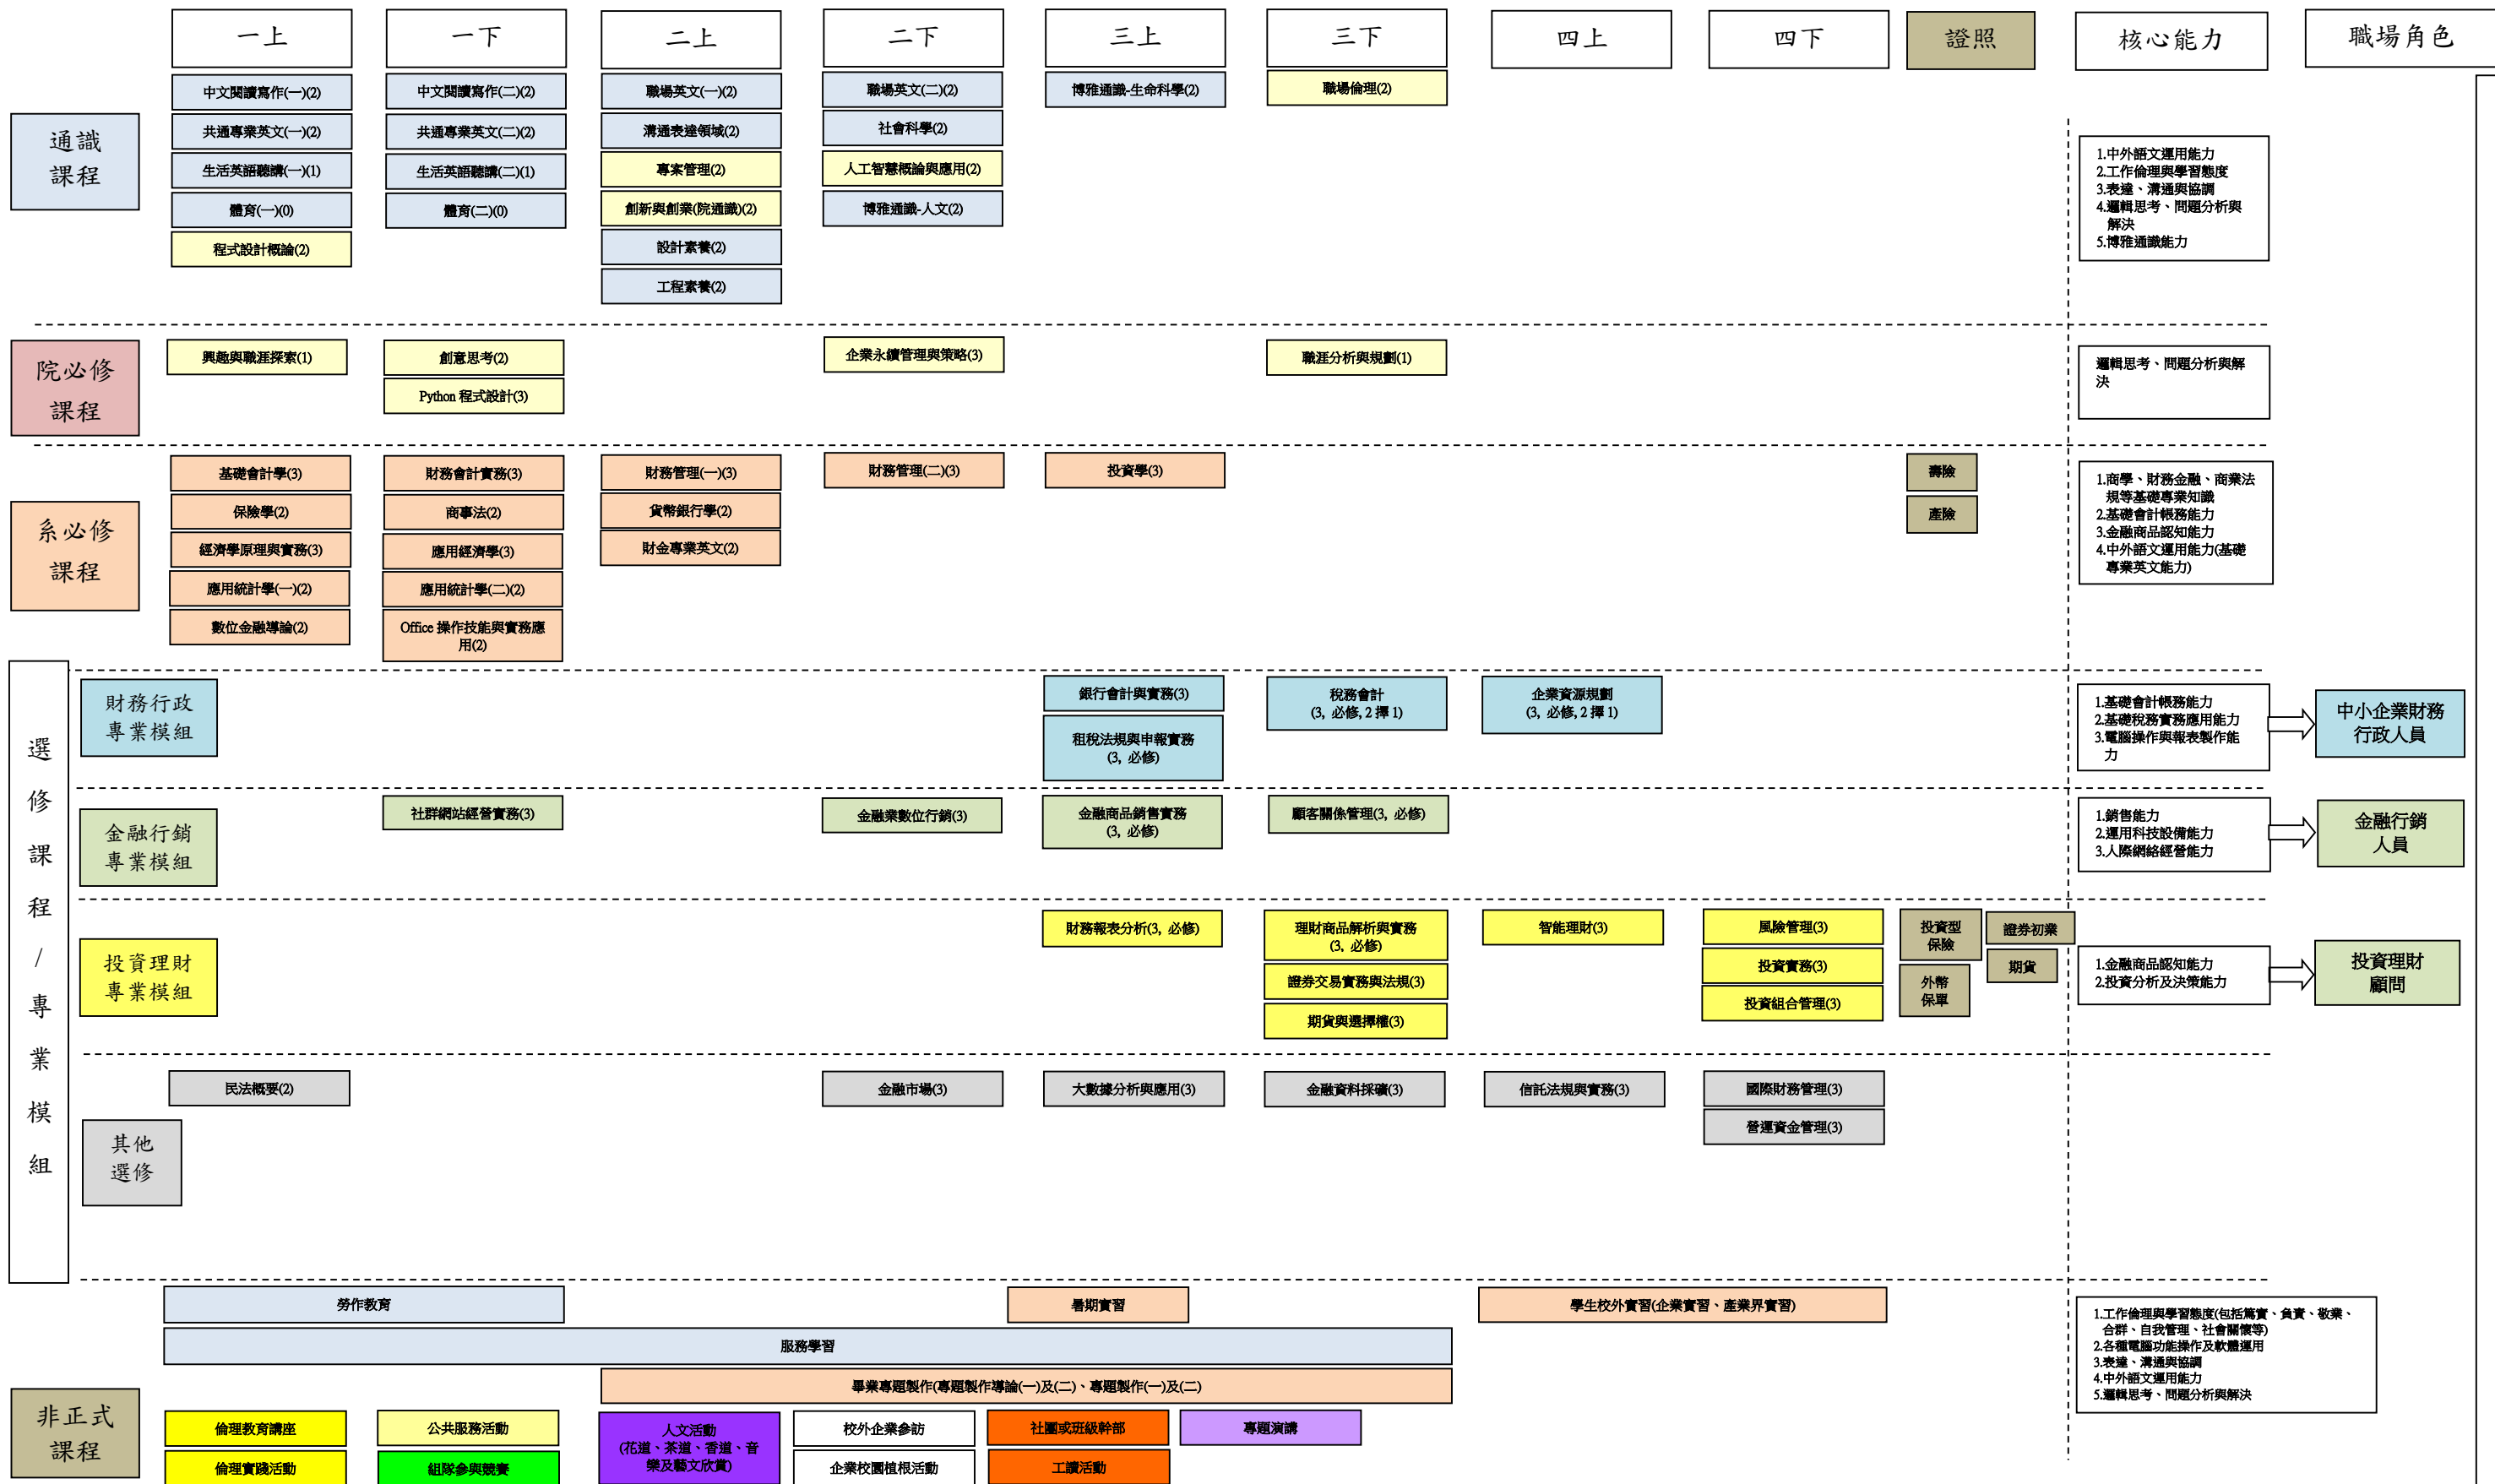 一上
一下
二上
二下
三上
三下
四上
四下
證照
核心能力
職場角色
通識
課程
中文閱讀寫作(一)(2)
共通專業英文(一)(2)
生活英語聽講(一)(1)
體育(一)(0)
程式設計概論(2)
中文閱讀寫作(二)(2)
共通專業英文(二)(2)
生活英語聽講(二)(1)
體育(二)(0)
職場英文(一)(2)
溝通表達領域(2)
專案管理(2)
創新與創業(院通識)(2)
設計素養(2)
工程素養(2)
職場英文(二)(2)
社會科學(2)
人工智慧概論與應用(2)
博雅通識-人文(2)
博雅通識-生命科學(2)
職場倫理(2)
1.中外語文運用能力
2.工作倫理與學習態度
3.表達、溝通與協調
4.邏輯思考、問題分析與
解決
5.博雅通識能力
院必修
課程
興趣與職涯探索(1)
創意思考(2)
Python 程式設計(3)
企業永續管理與策略(3)
職涯分析與規劃(1)
邏輯思考、問題分析與解
決
系必修
課程
基礎會計學(3)
保險學(2)
經濟學原理與實務(3)
應用統計學(一)(2)
數位金融導論(2)
財務會計實務(3)
商事法(2)
應用經濟學(3)
應用統計學(二)(2)
Office 操作技能與實務應
用(2)
財務管理(一)(3)
貨幣銀行學(2)
財金專業英文(2)
財務管理(二)(3)
投資學(3)
壽險
產險
1.商學、財務金融、商業法
規等基礎專業知識
2.基礎會計帳務能力
3.金融商品認知能力
4.中外語文運用能力(基礎
專業英文能力)
選修課程/專業模組
財務行政
專業模組
銀行會計與實務(3)
租稅法規與申報實務
(3, 必修)
稅務會計
(3, 必修, 2 擇 1)
企業資源規劃
(3, 必修, 2 擇 1)
1.基礎會計帳務能力
2.基礎稅務實務應用能力
3.電腦操作與報表製作能
力
中小企業財務
行政人員
金融行銷
專業模組
社群網站經營實務(3)
金融業數位行銷(3)
金融商品銷售實務
(3, 必修)
顧客關係管理(3, 必修)
1.銷售能力
2.運用科技設備能力
3.人際網絡經營能力
金融行銷
人員
投資理財
專業模組
財務報表分析(3, 必修)
理財商品解析與實務
(3, 必修)
證券交易實務與法規(3)
期貨與選擇權(3)
智能理財(3)
風險管理(3)
投資實務(3)
投資組合管理(3)
投資型
保險
證券初業
外幣
保單
期貨
1.金融商品認知能力
2.投資分析及決策能力
投資理財
顧問
其他
選修
民法概要(2)
金融市場(3)
大數據分析與應用(3)
金融資料採礦(3)
信託法規與實務(3)
國際財務管理(3)
營運資金管理(3)
非正式
課程
勞作教育
暑期實習
學生校外實習(企業實習、產業界實習)
服務學習
畢業專題製作(專題製作導論(一)及(二)、專題製作(一)及(二)
倫理教育講座
倫理實踐活動
公共服務活動
組隊參與競賽
人文活動
(花道、茶道、香道、音
樂及藝文欣賞)
校外企業參訪
企業校園植根活動
社團或班級幹部
工讀活動
專題演講
1.工作倫理與學習態度(包括篤實、負責、敬業、
合群、自我管理、社會關懷等)
2.各種電腦功能操作及軟體運用
3.表達、溝通與協調
4.中外語文運用能力
5.邏輯思考、問題分析與解決